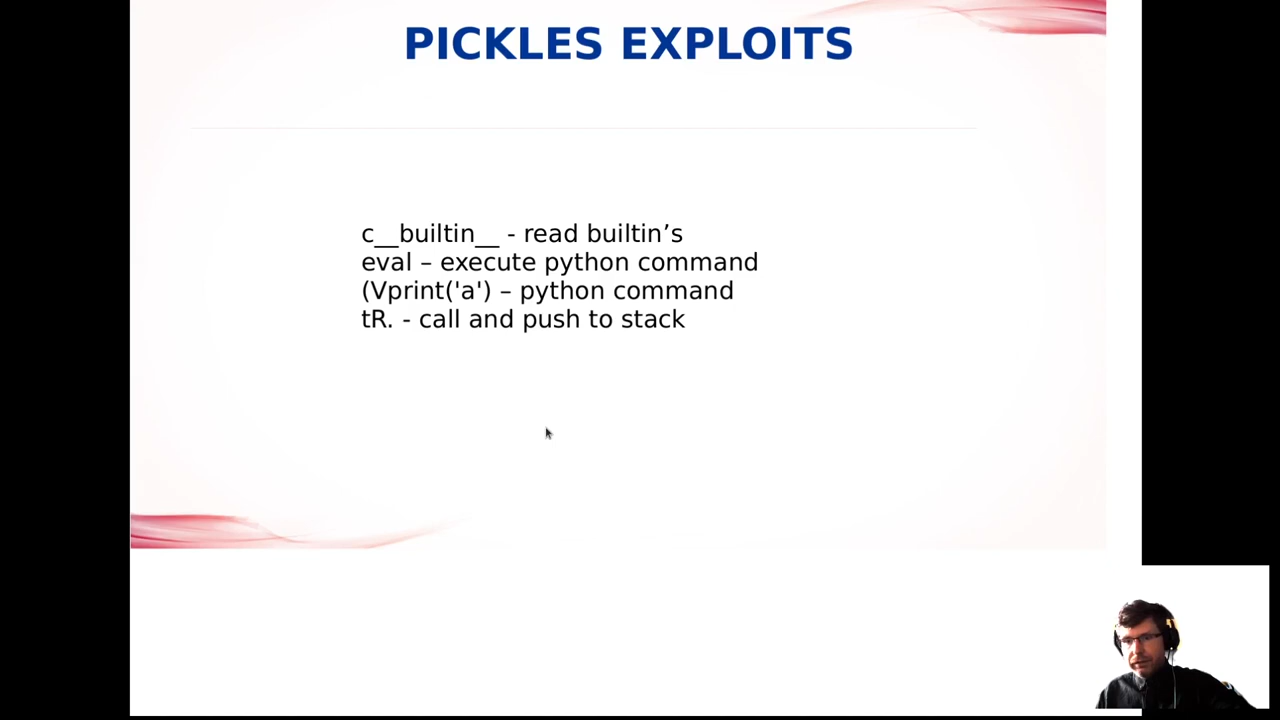 PICKLES EXPLOITS
c__builtin__ - read builtin’s
eval – execute python command
(Vprint('a') – python command
tR. - call and push to stack